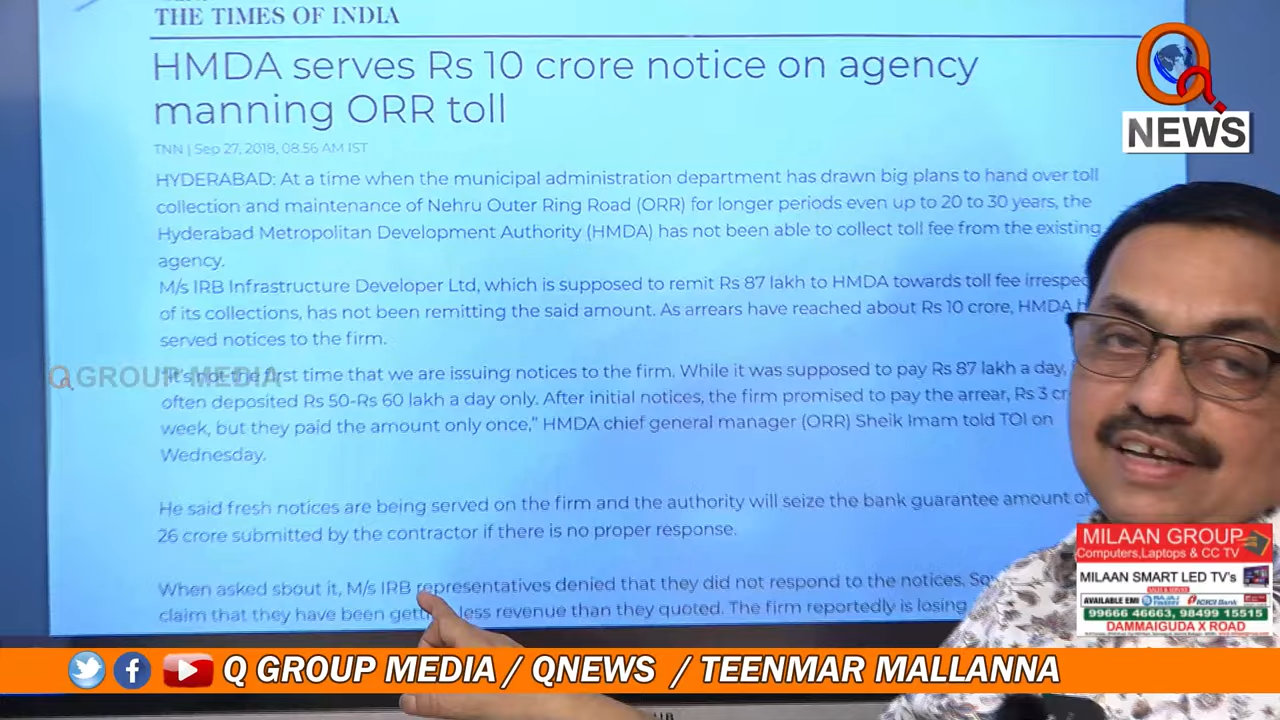 THE TIMES OF INDIA
HMDA serves Rs 10 crore notice on agency
manning ORR toll
TNN | Sep 27, 2018, 08.56 AM IST
HYDERABAD: At a time when the municipal administration department has drawn big plans to hand over toll
collection and maintenance of Nehru Outer Ring Road (ORR) for longer periods even up to 20 to 30 years, the
Hyderabad Metropolitan Development Authority (HMDA) has not been able to collect toll fee from the existing
agency.
M/s IRB Infrastructure Developer Ltd, which is supposed to remit Rs 87 lakh to HMDA towards toll fee
of its collections, has not been remitting the said amount. As arrears have reached about Rs 10 crore, HMDA
served notices to the firm.
"It's not the first time that we are issuing notices to the firm. While it was supposed to pay Rs 87 lakh a day,
often deposited Rs 50-Rs 60 lakh a day only. After initial notices, the firm promised to pay the arrear, Rs 3
week, but they paid the amount only once," HMDA chief general manager (ORR) Sheik Imam told TOI on
Wednesday.
He said fresh notices are being served on the firm and the authority will seize the bank guarantee amount of
26 crore submitted by the contractor if there is no proper response.
When asked sbout it, M/s IRB representatives denied that they did not respond to the notices.
claim that they have been revenue than they quoted. The firm reportedly is losing
Q NEWS
Q GROUP MEDIA
MILAAN GROUP
Computers,Laptops & CC TV
MILAAN SMART LED TV's
AVAILABLE EMI BAJAJ FINSERV ICICI Bank
99666 46663, 98499 15515
DAMMAIGUDA X ROAD
Q GROUP MEDIA / QNEWS / TEENMAR MALLANNA